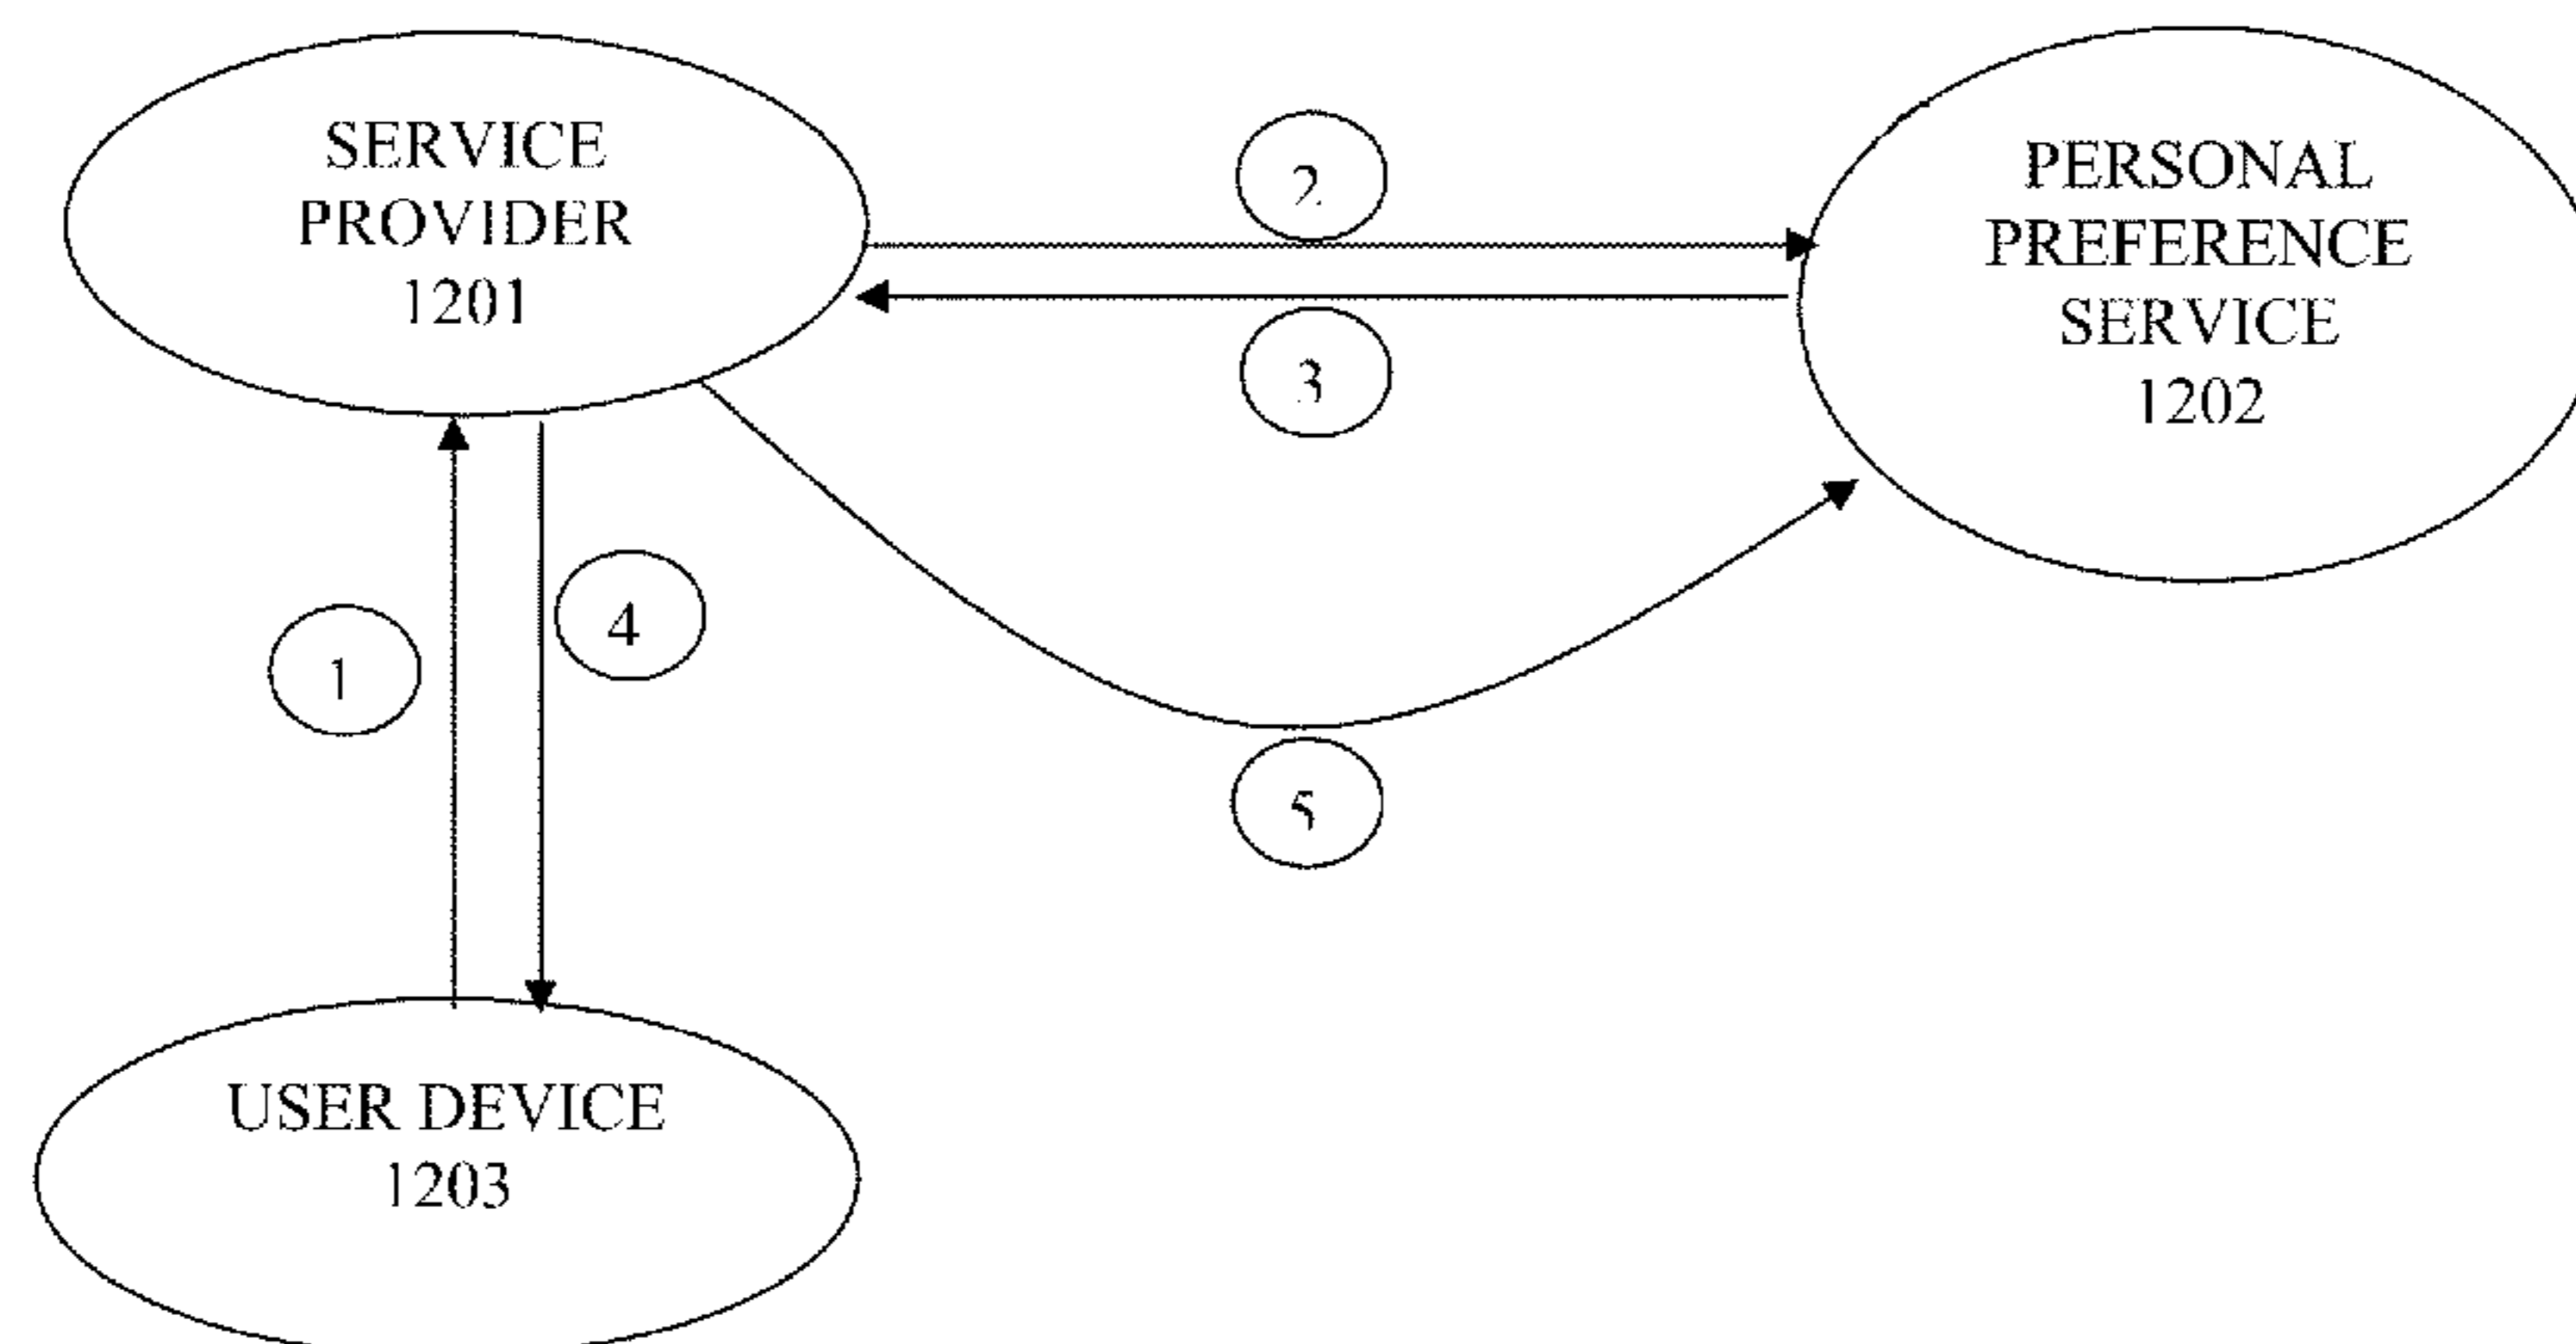 SERVICE
PROVIDER
1201
2
3
PERSONAL
PREFERENCE
SERVICE
1202
1
4
5
USER DEVICE
1203